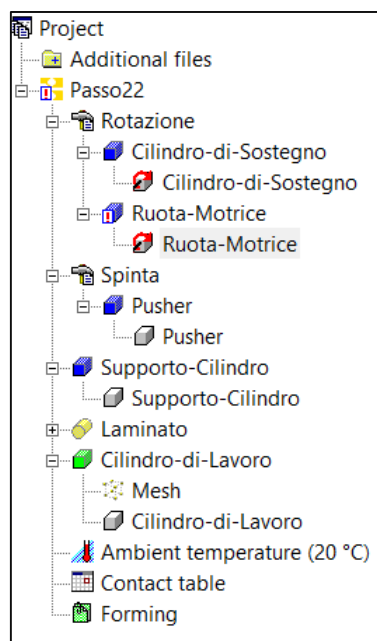 Project
Additional files
Passo22
Rotazione
Cilindro-di-Sostegno
Cilindro-di-Sostegno
Ruota-Motrice
Ruota-Motrice
Spinta
Pusher
Pusher
Supporto-Cilindro
Supporto-Cilindro
Laminato
Cilindro-di-Lavoro
Mesh
Cilindro-di-Lavoro
Ambient temperature (20 °C)
Contact table
Forming